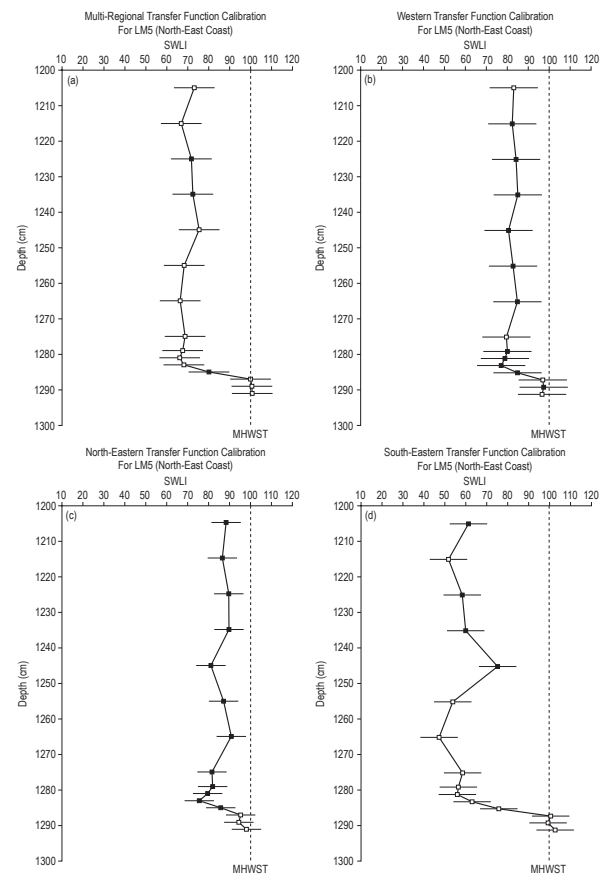 Multi-Regional Transfer Function Calibration
For LM5 (North-East Coast)
SWLI
10 20 30 40 50 60 70 80 90 100 110 120
(a)
1200
1210
1220
1230
1240
1250
1260
1270
1280
1290
1300
Depth (cm)
MHWST
Western Transfer Function Calibration
For LM5 (North-East Coast)
SWLI
10 20 30 40 50 60 70 80 90 100 110 120
(b)
1200
1210
1220
1230
1240
1250
1260
1270
1280
1290
1300
Depth (cm)
MHWST
North-Eastern Transfer Function Calibration
For LM5 (North-East Coast)
SWLI
10 20 30 40 50 60 70 80 90 100 110 120
(c)
1200
1210
1220
1230
1240
1250
1260
1270
1280
1290
1300
Depth (cm)
MHWST
South-Eastern Transfer Function Calibration
For LM5 (North-East Coast)
SWLI
10 20 30 40 50 60 70 80 90 100 110 120
(d)
1200
1210
1220
1230
1240
1250
1260
1270
1280
1290
1300
Depth (cm)
MHWST